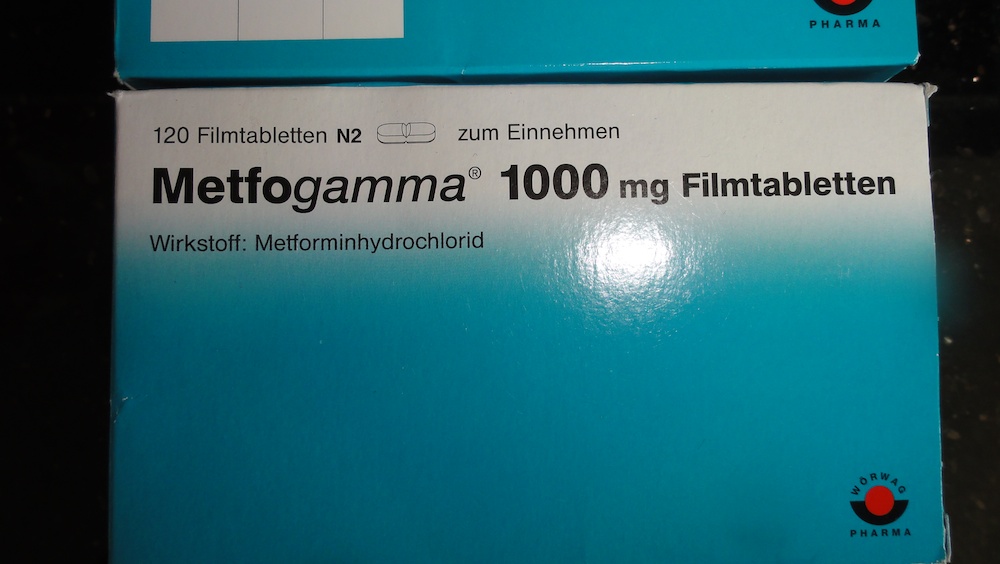 PHARMA
120 Filmtabletten N2 zum Einnehmen
Metfogamma® 1000 mg Filmtabletten
Wirkstoff: Metforminhydrochlorid
WÖRWAG
PHARMA